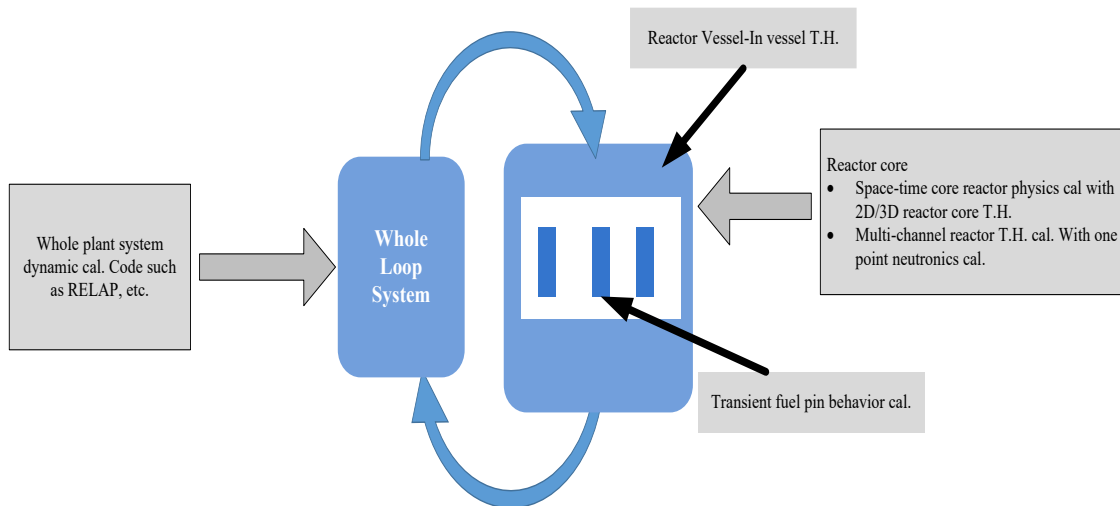 Reactor Vessel-In vessel T.H.
Reactor core
• Space-time core reactor physics cal with
2D/3D reactor core T.H.
• Multi-channel reactor T.H. cal. With one
point neutronics cal.
Whole plant system
dynamic cal. Code such
as RELAP, etc.
Whole
Loop
System
Transient fuel pin behavior cal.